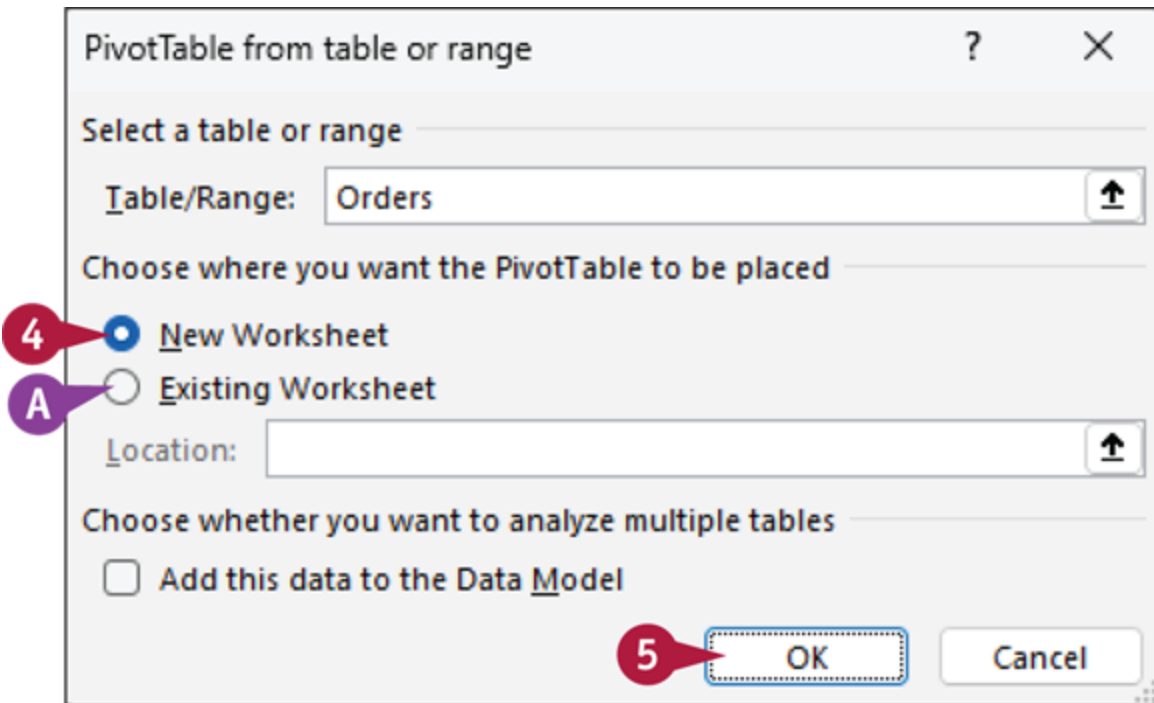 PivotTable from table or range ? ×
Select a table or range
Table/Range: Orders
Choose where you want the PivotTable to be placed
4 New Worksheet
A Existing Worksheet
Location:
Choose whether you want to analyze multiple tables
Add this data to the Data Model
5 OK Cancel